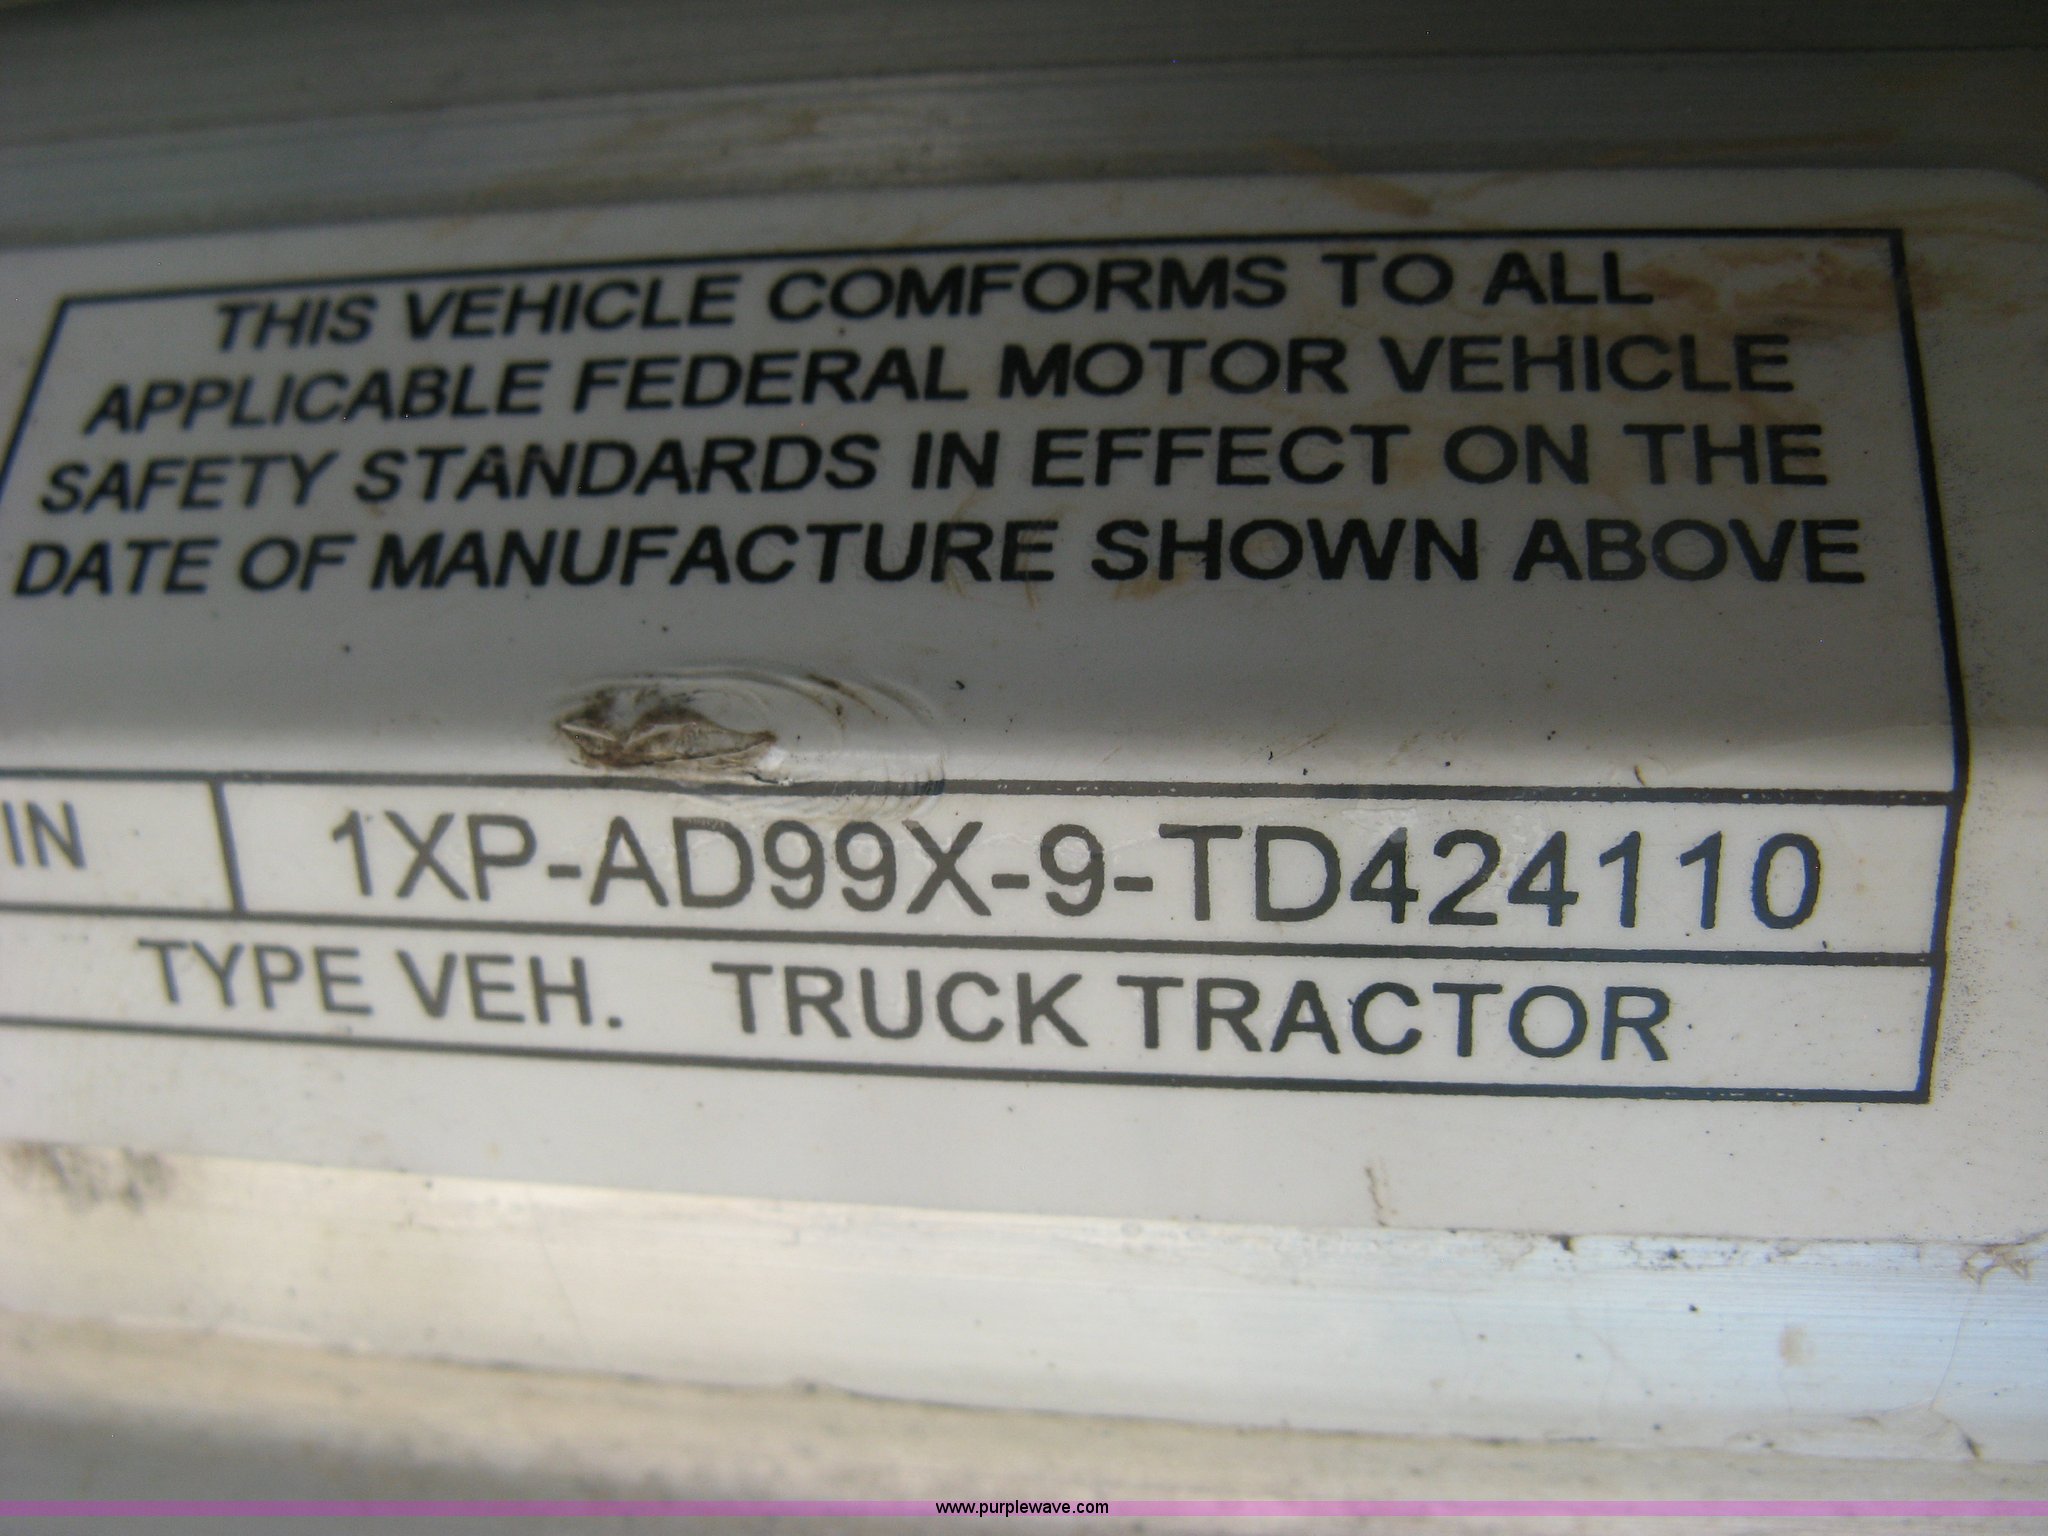 THIS VEHICLE COMFORMS TO ALL
APPLICABLE FEDERAL MOTOR VEHICLE
SAFETY STANDARDS IN EFFECT ON THE
DATE OF MANUFACTURE SHOWN ABOVE
IN 1XP-AD99X-9-TD424110
TYPE VEH. TRUCK TRACTOR
www.purplewave.com